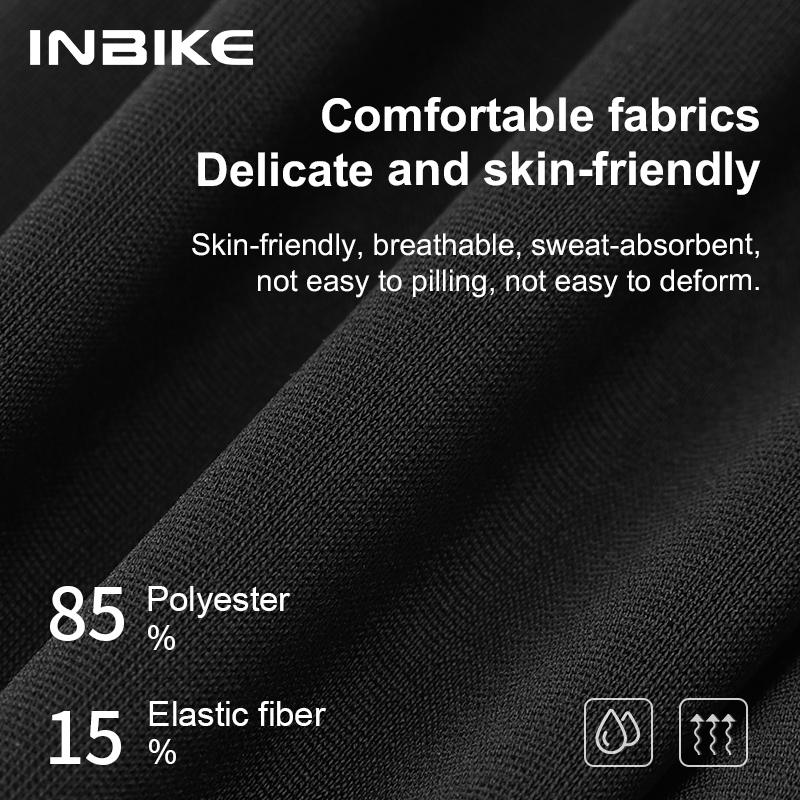 INBIKE
Comfortable fabrics
Delicate and skin-friendly
Skin-friendly, breathable, sweat-absorbent,
not easy to pilling, not easy to deform.
85 Polyester
%
15 Elastic fiber
%